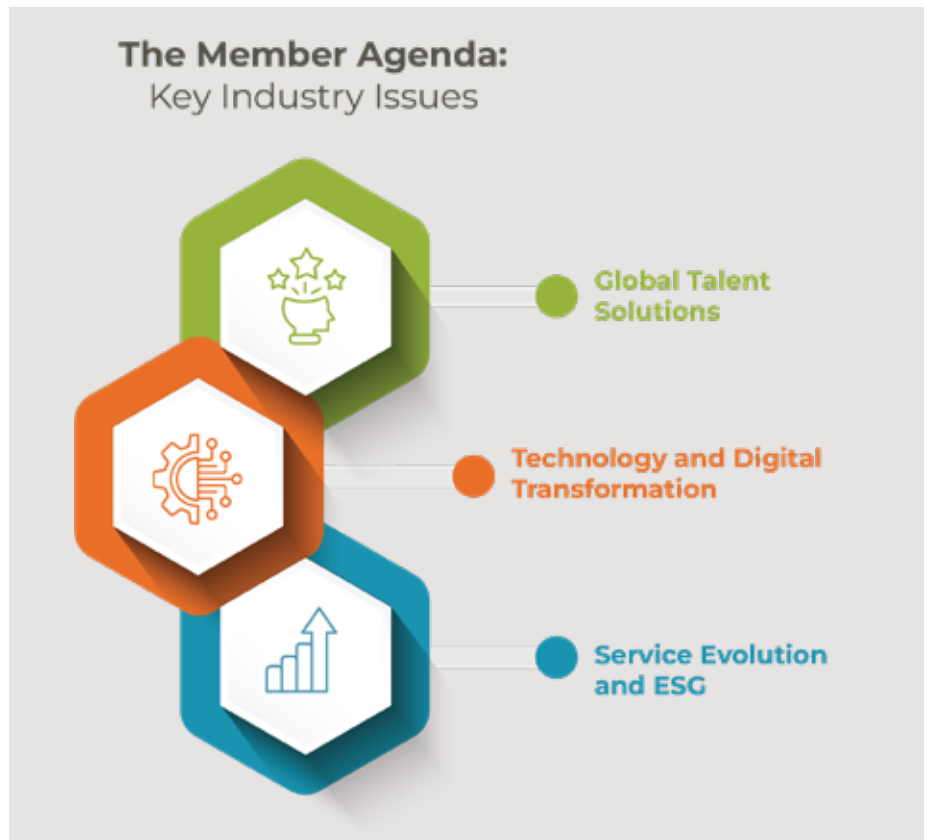 The Member Agenda:
Key Industry Issues
Global Talent
Solutions
Technology and Digital
Transformation
Service Evolution
and ESG